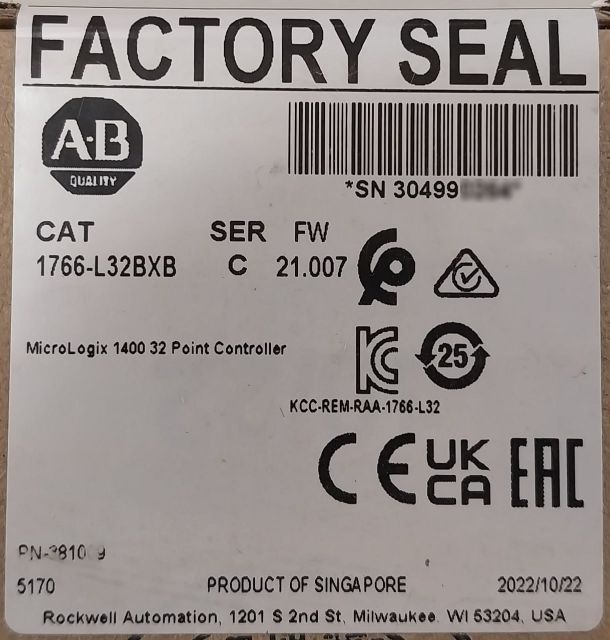 FACTORY SEAL
A·B
QUALITY
*SN 30499
CAT SER FW
1766-L32BXB C 21.007
MicroLogix 1400 32 Point Controller
25
KCC-REM-RAA-1766-L32
CE UK CA EAC
5170 PRODUCT OF SINGAPORE 2022/10/22
Rockwell Automation, 1201 S 2nd St, Milwaukee WI 53204, USA